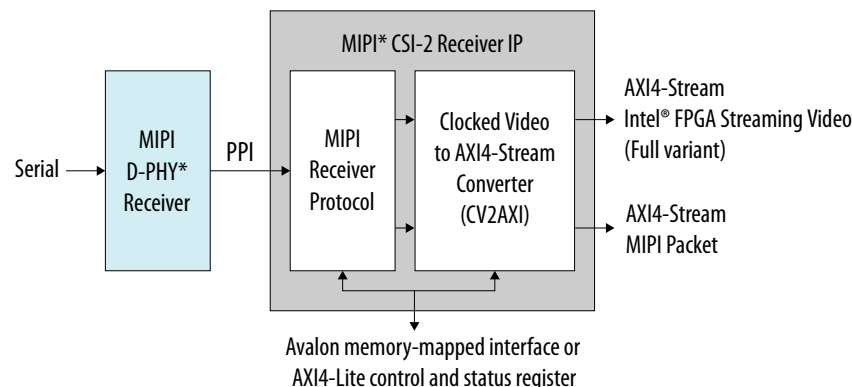 MIPI* CSI-2 Receiver IP
Serial
MIPI
D-PHY*
Receiver
PPI
MIPI
Receiver
Protocol
Clocked Video
to AXI4-Stream
Converter
(CV2AXI)
AXI4-Stream
Intel® FPGA Streaming Video
(Full variant)
AXI4-Stream
MIPI Packet
Avalon memory-mapped interface or
AXI4-Lite control and status register